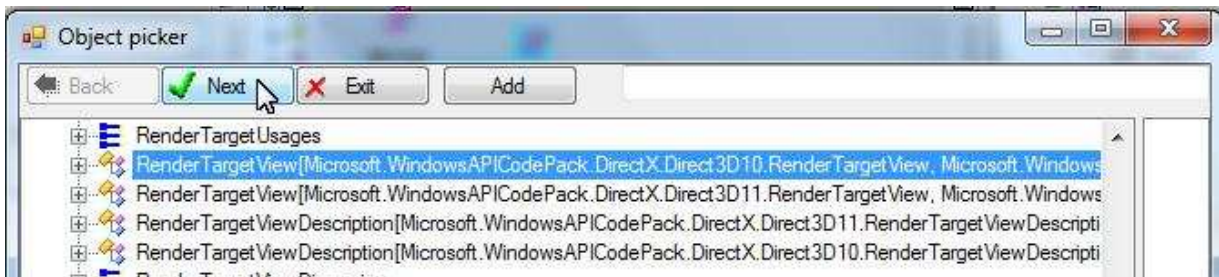 Object picker
Back Next Exit Add
RenderTargetUsages
RenderTargetView[Microsoft.WindowsAPICodePack.DirectX.Direct3D10.RenderTargetView, Microsoft.Windows
RenderTargetView[Microsoft.WindowsAPICodePack.DirectX.Direct3D11.RenderTargetView, Microsoft.Windows
RenderTargetViewDescription[Microsoft.WindowsAPICodePack.DirectX.Direct3D11.RenderTargetViewDescripti
RenderTargetViewDescription[Microsoft.WindowsAPICodePack.DirectX.Direct3D10.RenderTargetViewDescripti